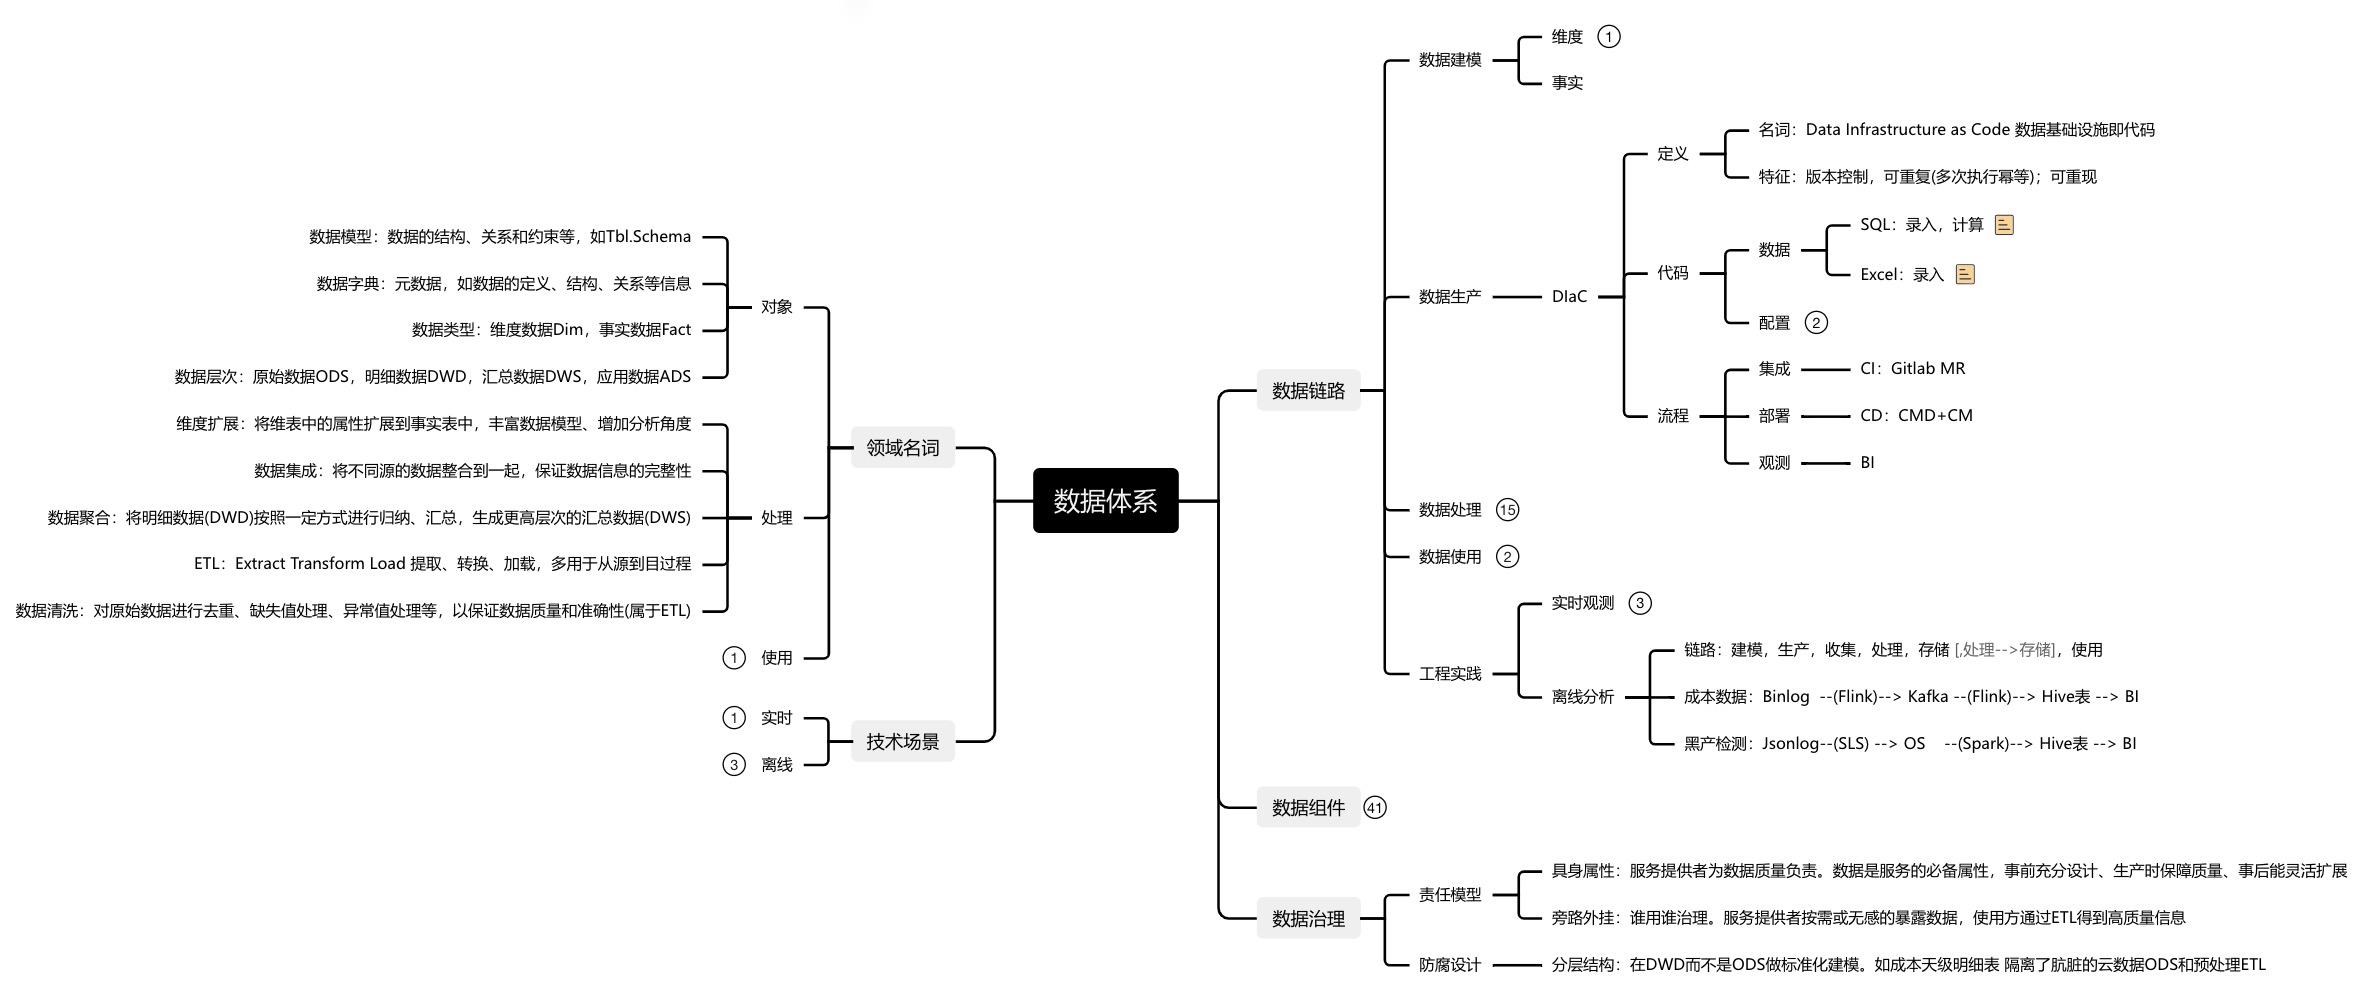 数据体系
领域名词
对象
数据模型：数据的结构、关系和约束等，如Tbl.Schema
数据字典：元数据，如数据的定义、结构、关系等信息
数据类型：维度数据Dim，事实数据Fact
数据层次：原始数据ODS，明细数据DWD，汇总数据DWS，应用数据ADS
处理
维度扩展：将维表中的属性扩展到事实表中，丰富数据模型、增加分析角度
数据集成：将不同源的数据整合到一起，保证数据信息的完整性
数据聚合：将明细数据(DWD)按照一定方式进行归纳、汇总，生成更高层次的汇总数据(DWS)
ETL：Extract Transform Load 提取、转换、加载，多用于从源到目过程
数据清洗：对原始数据进行去重、缺失值处理、异常值处理等，以保证数据质量和准确性(属于ETL)
1 使用
技术场景
1 实时
3 离线
数据链路
数据建模
维度 1
事实
数据生产
DIaC
定义
名词：Data Infrastructure as Code 数据基础设施即代码
特征：版本控制，可重复(多次执行幂等)；可重现
代码
数据
SQL：录入，计算
Excel：录入
配置 2
流程
集成
CI：Gitlab MR
部署
CD：CMD+CM
观测
BI
数据处理 15
数据使用 2
工程实践
实时观测 3
离线分析
链路：建模，生产，收集，处理，存储 [,处理-->存储]，使用
成本数据：Binlog --(Flink)--> Kafka --(Flink)--> Hive表 --> BI
黑产检测：Jsonlog--(SLS) --> OS --(Spark)--> Hive表 --> BI
数据组件 41
数据治理
责任模型
具身属性：服务提供者为数据质量负责。数据是服务的必备属性，事前充分设计、生产时保障质量、事后能灵活扩展
旁路外挂：谁用谁治理。服务提供者按需或无感的暴露数据，使用方通过ETL得到高质量信息
防腐设计
分层结构：在DWD而不是ODS做标准化建模。如成本天级明细表 隔离了肮脏的云数据ODS和预处理ETL